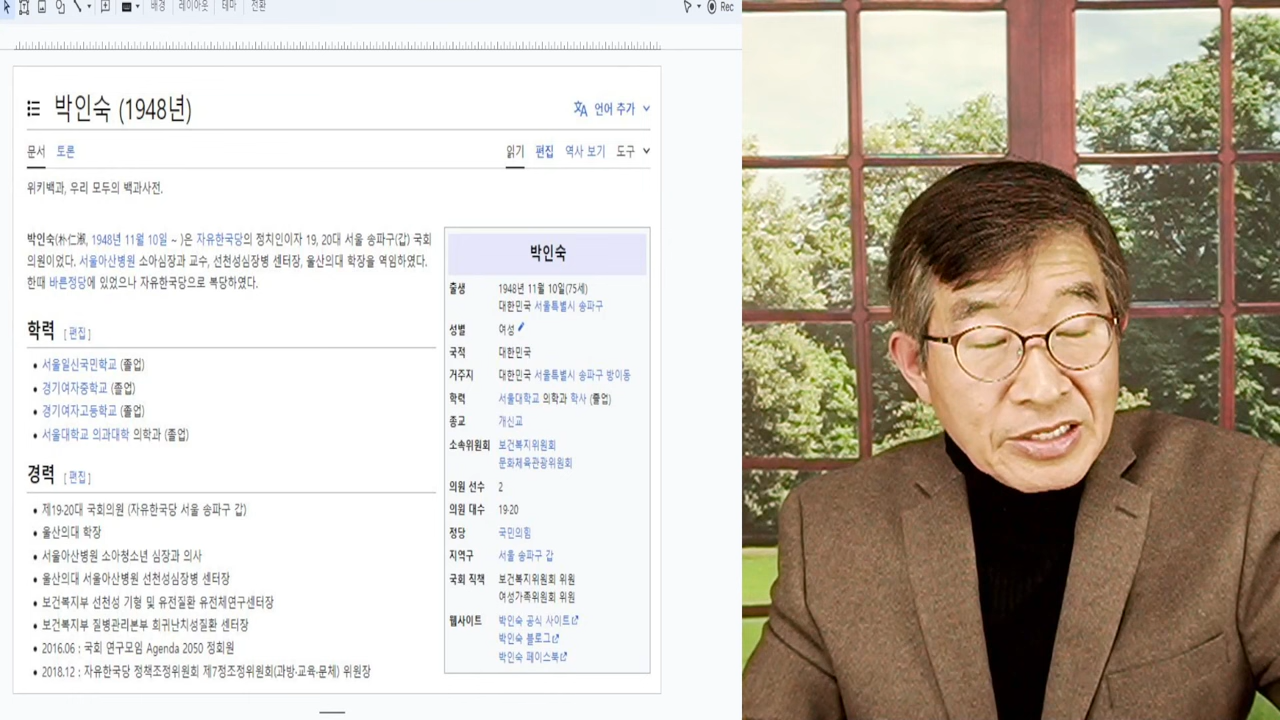 배경 레이아웃 테마 전환
Rec
박인숙 (1948년)
언어 추가
문서 토론 읽기 편집 역사 보기 도구
위키백과, 우리 모두의 백과사전.
박인숙(朴仁淑, 1948년 11월 10일 ~ )은 자유한국당의 정치인이자 19, 20대 서울 송파구(갑) 국회
의원이었다. 서울아산병원 소아심장과 교수, 선천성심장병 센터장, 울산의대 학장을 역임하였다.
한때 바른정당에 있었으나 자유한국당으로 복당하였다.
학력 [편집]
서울일신국민학교 (졸업)
경기여자중학교 (졸업)
경기여자고등학교 (졸업)
서울대학교 의과대학 의학과 (졸업)
경력 [편집]
제19·20대 국회의원 (자유한국당 서울 송파구 갑)
울산의대 학장
서울아산병원 소아청소년 심장과 의사
울산의대 서울아산병원 선천성심장병 센터장
보건복지부 선천성 기형 및 유전질환 유전체연구센터장
보건복지부 질병관리본부 희귀난치성질환 센터장
2016.06 : 국회 연구모임 Agenda 2050 정회원
2018.12 : 자유한국당 정책조정위원회 제7정조정위원회(과방·교육·문체) 위원장
박인숙
출생 1948년 11월 10일(75세)
대한민국 서울특별시 송파구
성별 여성
국적 대한민국
거주지 대한민국 서울특별시 송파구 방이동
학력 서울대학교 의학과 학사 (졸업)
종교 개신교
소속위원회 보건복지위원회
문화체육관광위원회
의원 선수 2
의원 대수 19·20
정당 국민의힘
지역구 서울 송파구 갑
국회 직책 보건복지위원회 위원
여성가족위원회 위원
웹사이트 박인숙 공식 사이트
박인숙 블로그
박인숙 페이스북